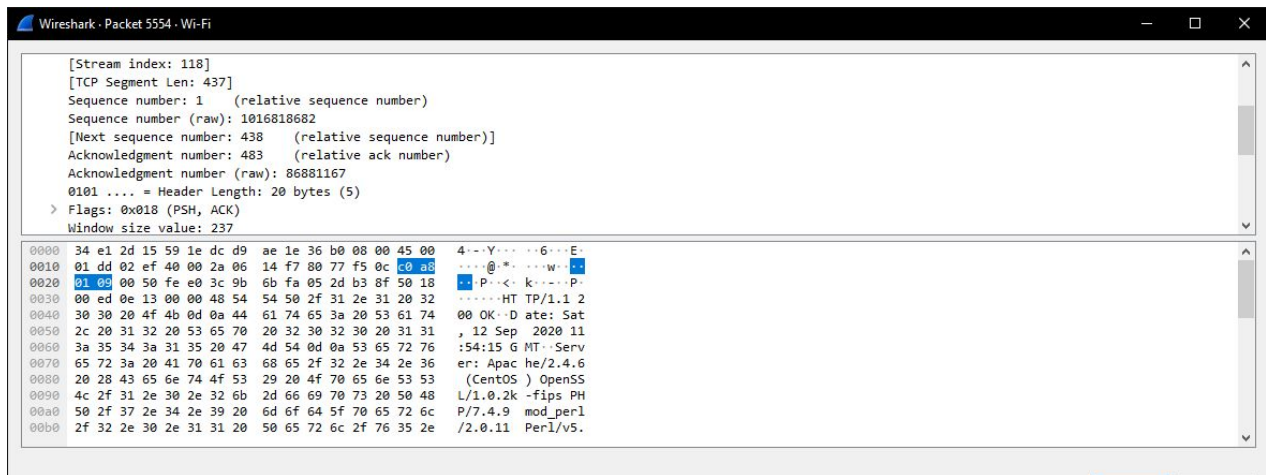 Wireshark · Packet 5554 · Wi-Fi
[Stream index: 118]
[TCP Segment Len: 437]
Sequence number: 1    (relative sequence number)
Sequence number (raw): 1016818682
[Next sequence number: 438    (relative sequence number)]
Acknowledgment number: 483    (relative ack number)
Acknowledgment number (raw): 86881167
0101 .... = Header Length: 20 bytes (5)
> Flags: 0x018 (PSH, ACK)
Window size value: 237
0000 34 e1 2d 15 59 1e dc d9 ae 1e 36 b0 08 00 45 00 4·-·Y··· ··6···E·
0010 01 dd 02 ef 40 00 2a 06 14 f7 80 77 f5 0c c0 a8 ····@·*· ···w····
0020 01 09 00 50 fe e0 3c 9b 6b fa 05 2d b3 8f 50 18 ···P··<· k··-··P·
0030 00 ed 0e 13 00 00 48 54 54 50 2f 31 2e 31 20 32 ······HT TP/1.1 2
0040 30 30 20 4f 4b 0d 0a 44 61 74 65 3a 20 53 61 74 00 OK··D ate: Sat
0050 2c 20 31 32 20 53 65 70 20 32 30 32 30 20 31 31 , 12 Sep  2020 11
0060 3a 35 34 3a 31 35 20 47 4d 54 0d 0a 53 65 72 76 :54:15 G MT··Serv
0070 65 72 3a 20 41 70 61 63 68 65 2f 32 2e 34 2e 36 er: Apac he/2.4.6
0080 20 28 43 65 6e 74 4f 53 29 20 4f 70 65 6e 53 53 (CentOS ) OpenSS
0090 4c 2f 31 2e 30 2e 32 6b 2d 66 69 70 73 20 50 48 L/1.0.2k -fips PH
00a0 50 2f 37 2e 34 2e 39 20 6d 6f 64 5f 70 65 72 6c P/7.4.9  mod_perl
00b0 2f 32 2e 30 2e 31 31 20 50 65 72 6c 2f 76 35 2e /2.0.11  Perl/v5.